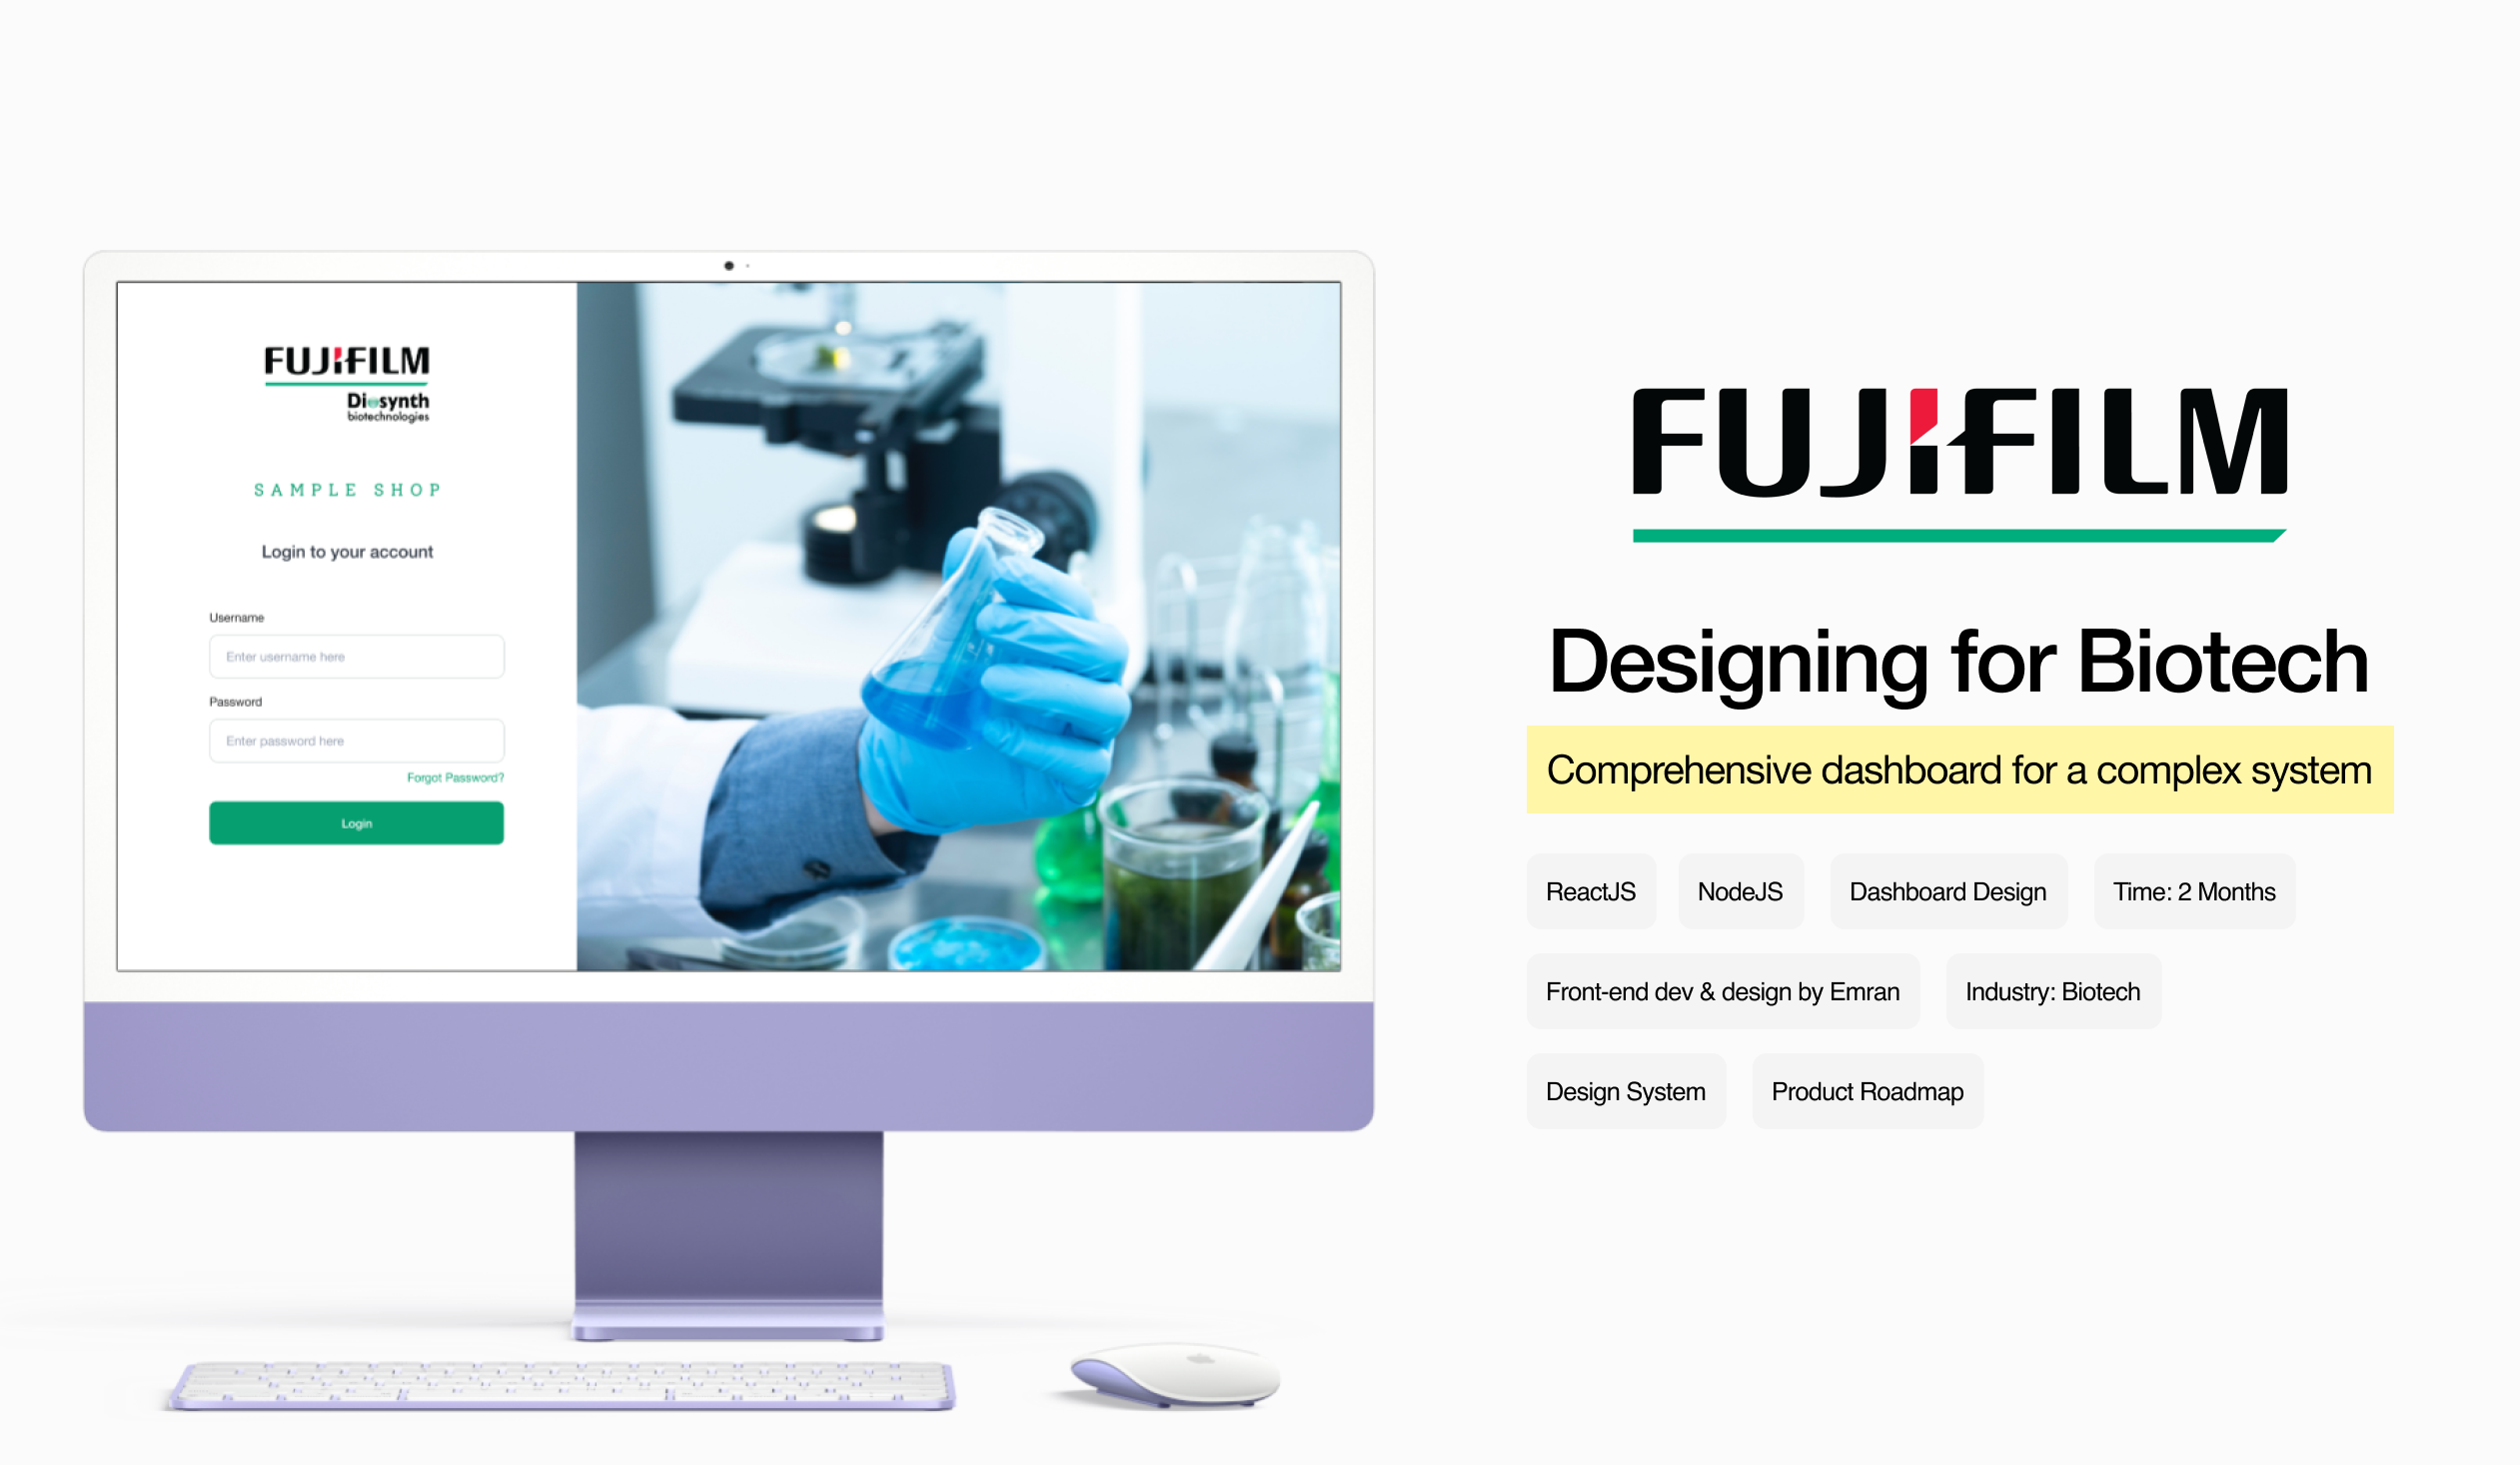 FUJIFILM
Diosynth
biotechnologies
SAMPLE SHOP
Login to your account
Username
Enter username here
Password
Enter password here
Forgot Password?
Login
FUJIFILM
Designing for Biotech
Comprehensive dashboard for a complex system
ReactJS NodeJS Dashboard Design Time: 2 Months
Front-end dev & design by Emran Industry: Biotech
Design System Product Roadmap